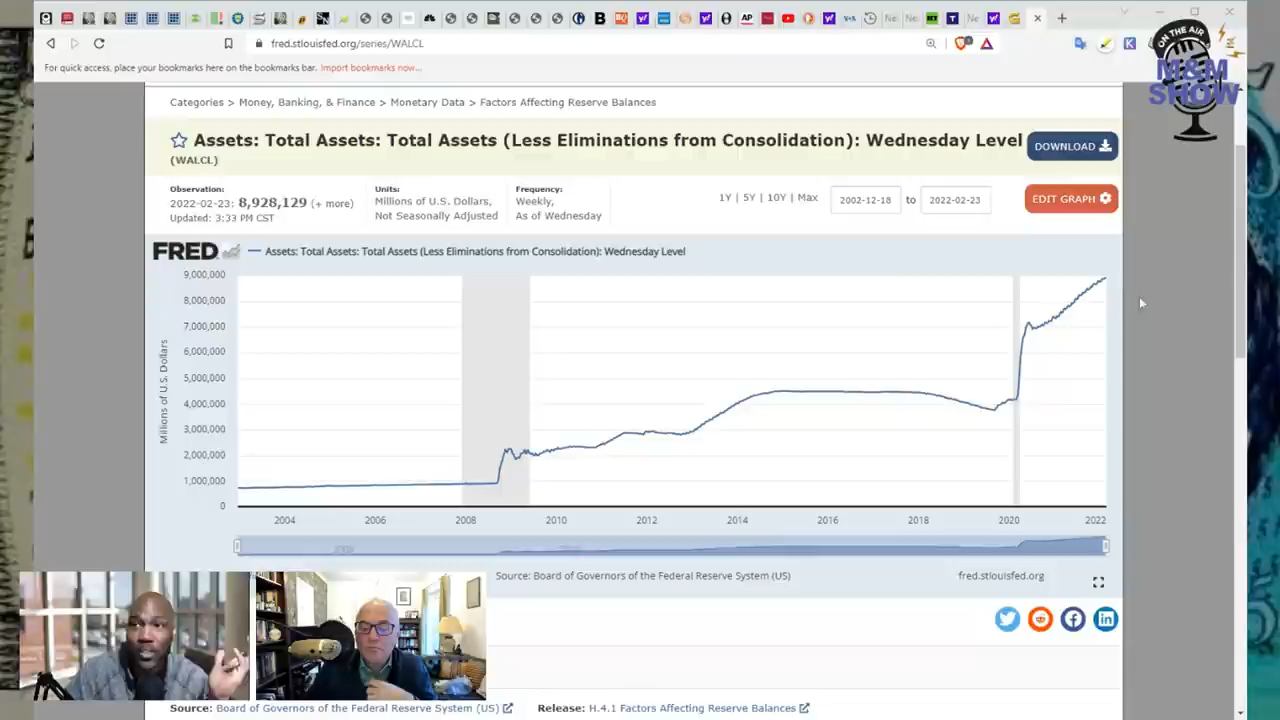 fred.stlouisfed.org/series/WALCL
For quick access, place your bookmarks here on the bookmarks bar. Import bookmarks now...
ON THE AIR
M&M
SHOW
Categories > Money, Banking, & Finance > Monetary Data > Factors Affecting Reserve Balances
Assets: Total Assets: Total Assets (Less Eliminations from Consolidation): Wednesday Level
(WALCL)
DOWNLOAD
Observation:
2022-02-23: 8,928,129 (+ more)
Updated: 3:33 PM CST
Units:
Millions of U.S. Dollars,
Not Seasonally Adjusted
Frequency:
Weekly,
As of Wednesday
1Y | 5Y | 10Y | Max
2002-12-18 to 2022-02-23
EDIT GRAPH
FRED
Assets: Total Assets: Total Assets (Less Eliminations from Consolidation): Wednesday Level
Millions of U.S. Dollars
9,000,000
8,000,000
7,000,000
6,000,000
5,000,000
4,000,000
3,000,000
2,000,000
1,000,000
0
2004 2006 2008 2010 2012 2014 2016 2018 2020 2022
Source: Board of Governors of the Federal Reserve System (US)
fred.stlouisfed.org
Source: Board of Governors of the Federal Reserve System (US)
Release: H.4.1 Factors Affecting Reserve Balances